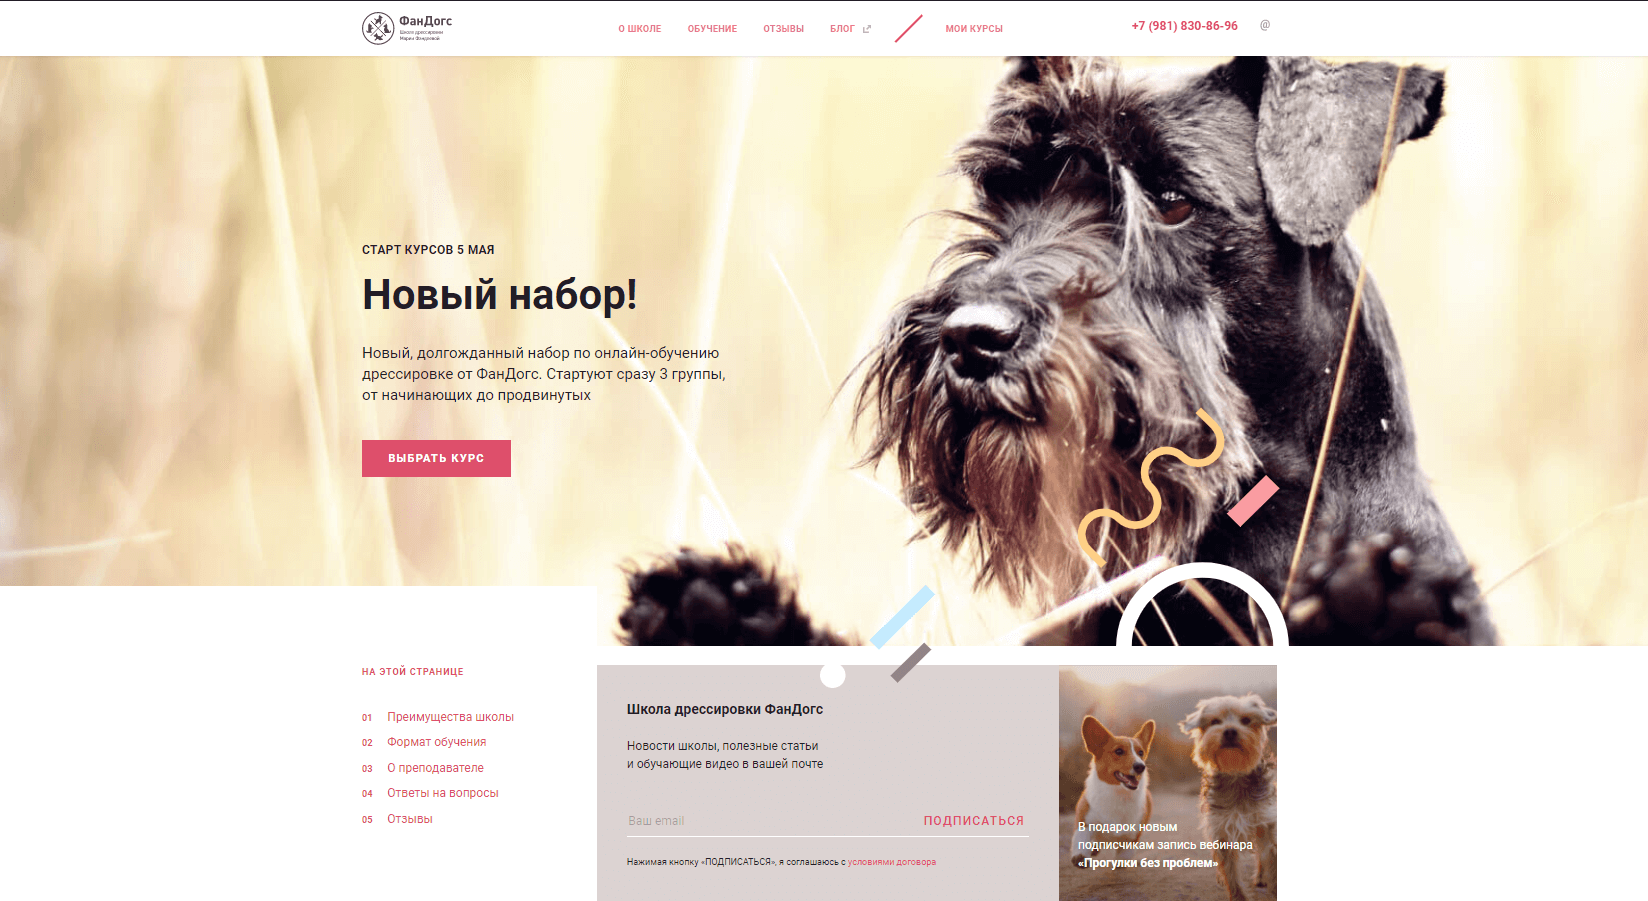 ФанДогс
Школа дрессировки
Марии Фандеевой
О ШКОЛЕ
ОБУЧЕНИЕ
ОТЗЫВЫ
БЛОГ
МОИ КУРСЫ
+7 (981) 830-86-96
@
СТАРТ КУРСОВ 5 МАЯ
Новый набор!
Новый, долгожданный набор по онлайн-обучению
дрессировке от ФанДогс. Стартуют сразу 3 группы,
от начинающих до продвинутых
ВЫБРАТЬ КУРС
НА ЭТОЙ СТРАНИЦЕ
01 Преимущества школы
02 Формат обучения
03 О преподавателе
04 Ответы на вопросы
05 Отзывы
Школа дрессировки ФанДогс
Новости школы, полезные статьи
и обучающие видео в вашей почте
Ваш email
ПОДПИСАТЬСЯ
Нажимая кнопку «ПОДПИСАТЬСЯ», я соглашаюсь с условиями договора
В подарок новым
подписчикам запись вебинара
«Прогулки без проблем»